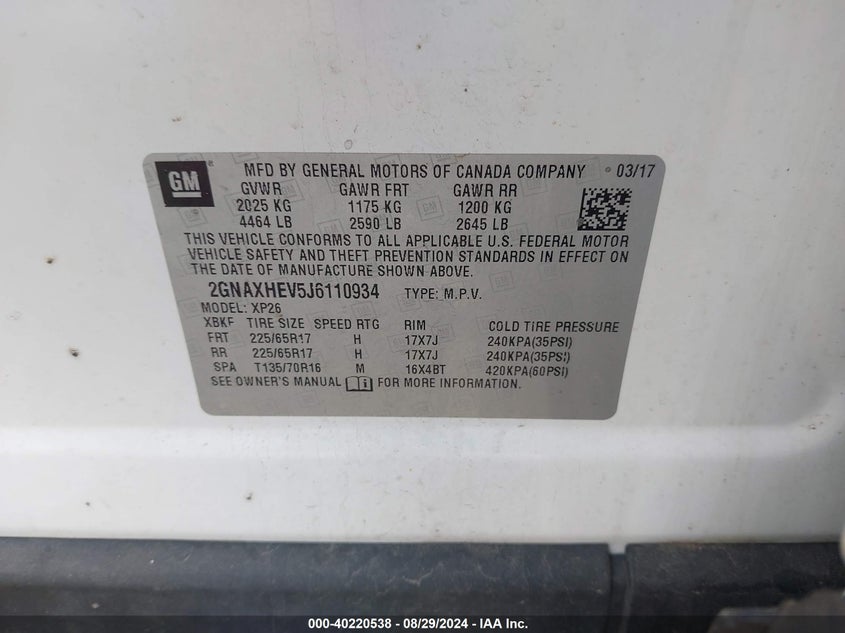 GM
MFD BY GENERAL MOTORS OF CANADA COMPANY 03/17
GVWR GAWR FRT GAWR RR
2025 KG 1175 KG 1200 KG
4464 LB 2590 LB 2645 LB
THIS VEHICLE CONFORMS TO ALL APPLICABLE U.S. FEDERAL MOTOR
VEHICLE SAFETY AND THEFT PREVENTION STANDARDS IN EFFECT ON
THE DATE OF MANUFACTURE SHOWN ABOVE.
2GNAXHEV5J6110934 TYPE: M.P.V.
MODEL: XP26
XBKF TIRE SIZE SPEED RTG RIM COLD TIRE PRESSURE
FRT 225/65R17 H 17X7J 240KPA(35PSI)
RR 225/65R17 H 17X7J 240KPA(35PSI)
SPA T135/70R16 M 16X4BT 420KPA(60PSI)
SEE OWNER'S MANUAL FOR MORE INFORMATION
000-40220538 - 08/29/2024 - IAA Inc.